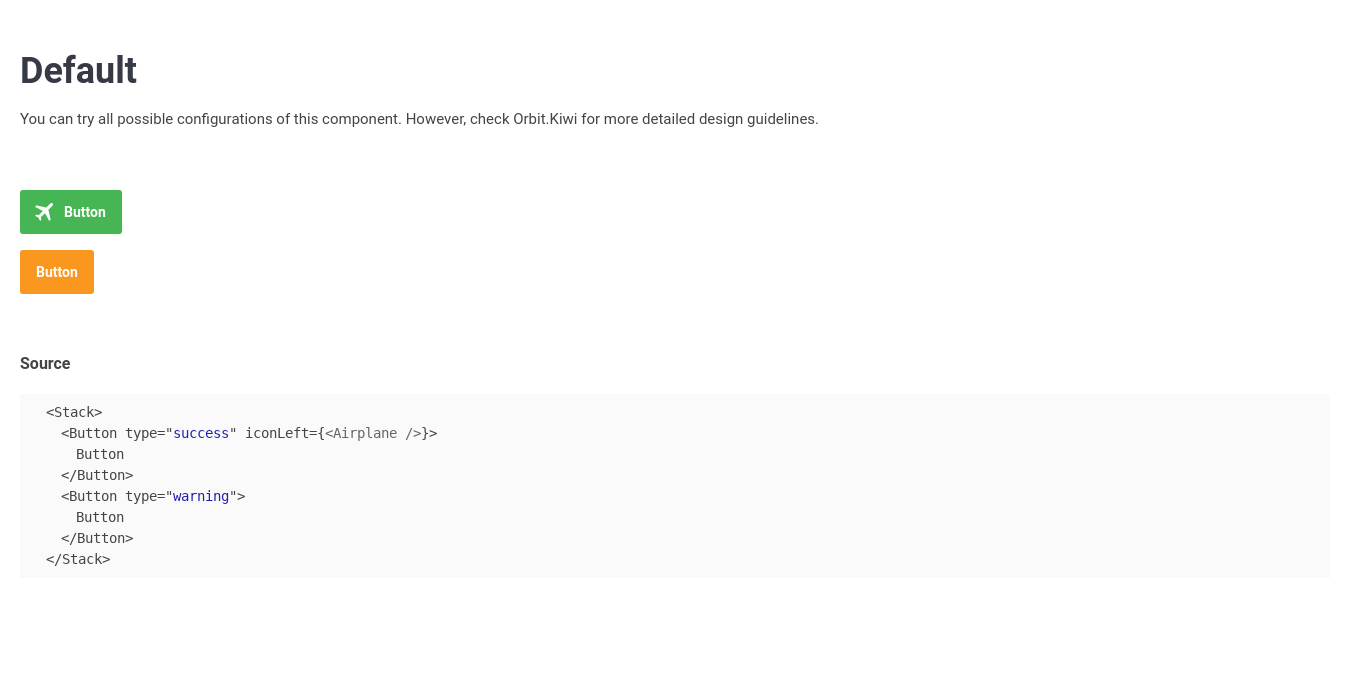 Default
You can try all possible configurations of this component. However, check Orbit.Kiwi for more detailed design guidelines.
Button
Button
Source
<Stack>
<Button type="success" iconLeft={<Airplane />}>
Button
</Button>
<Button type="warning">
Button
</Button>
</Stack>